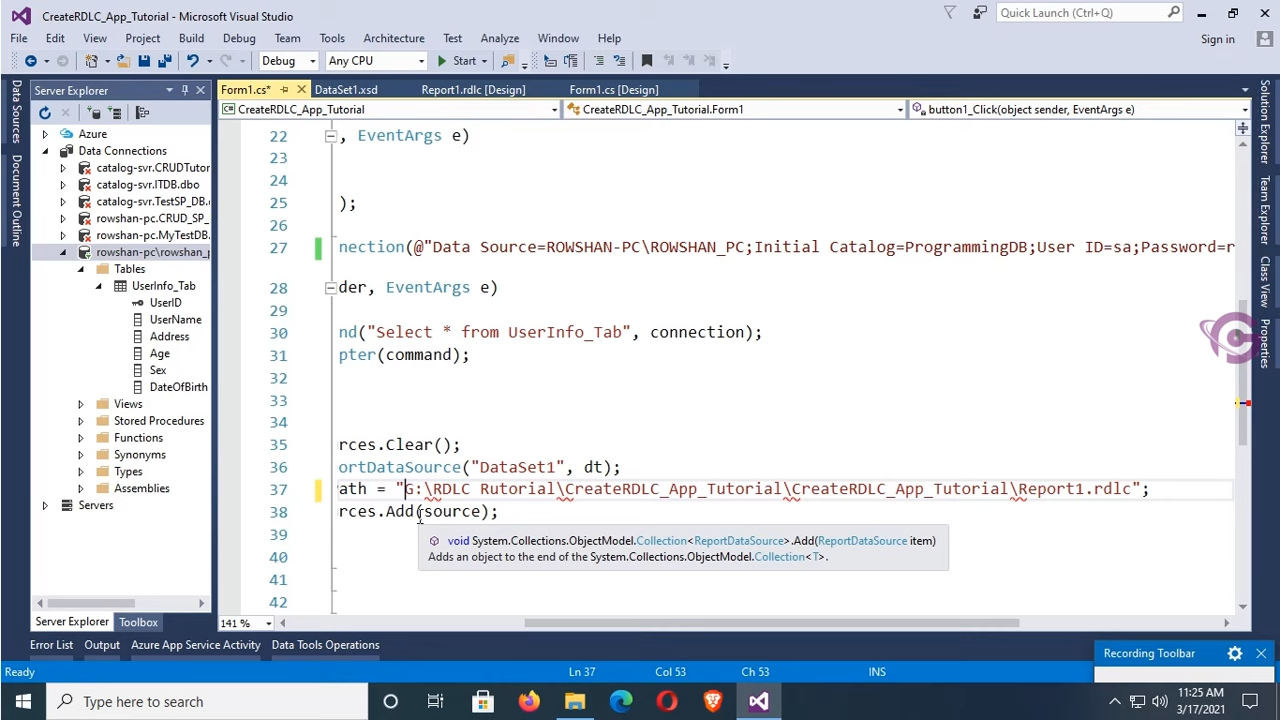 CreateRDLC_App_Tutorial - Microsoft Visual Studio
Quick Launch (Ctrl+Q)
File Edit View Project Build Debug Team Tools Architecture Test Analyze Window Help
Sign in
Debug Any CPU Start
Server Explorer
Form1.cs* DataSet1.xsd Report1.rdlc [Design] Form1.cs [Design]
CreateRDLC_App_Tutorial CreateRDLC_App_Tutorial.Form1 button1_Click(object sender, EventArgs e)
Data Sources
Document Outline
Azure
Data Connections
catalog-svr.CRUDTutor
catalog-svr.ITDB.dbo
catalog-svr.TestSP_DB.
rowshan-pc.CRUD_SP_
rowshan-pc.MyTestDB.
rowshan-pc\rowshan_p
Tables
UserInfo_Tab
UserID
UserName
Address
Age
Sex
DateOfBirth
Views
Stored Procedures
Functions
Synonyms
Types
Assemblies
Servers
22 , EventArgs e)
23
24
25 );
26
27 nection(@"Data Source=ROWSHAN-PC\ROWSHAN_PC;Initial Catalog=ProgrammingDB;User ID=sa;Password=r
28 der, EventArgs e)
29
30 nd("Select * from UserInfo_Tab", connection);
31 pter(command);
32
33
34
35 rces.Clear();
36 ortDataSource("DataSet1", dt);
37 ath = "G:\RDLC Rutorial\CreateRDLC_App_Tutorial\CreateRDLC_App_Tutorial\Report1.rdlc";
38 rces.Add(source);
39
40
41
42
void System.Collections.ObjectModel.Collection<ReportDataSource>.Add(ReportDataSource item)
Adds an object to the end of the System.Collections.ObjectModel.Collection<T>.
Solution Explorer
Team Explorer
Class View
Properties
141 %
Server Explorer Toolbox
Error List Output Azure App Service Activity Data Tools Operations
Recording Toolbar
Ready Ln 37 Col 53 Ch 53 INS
Type here to search
11:25 AM
3/17/2021